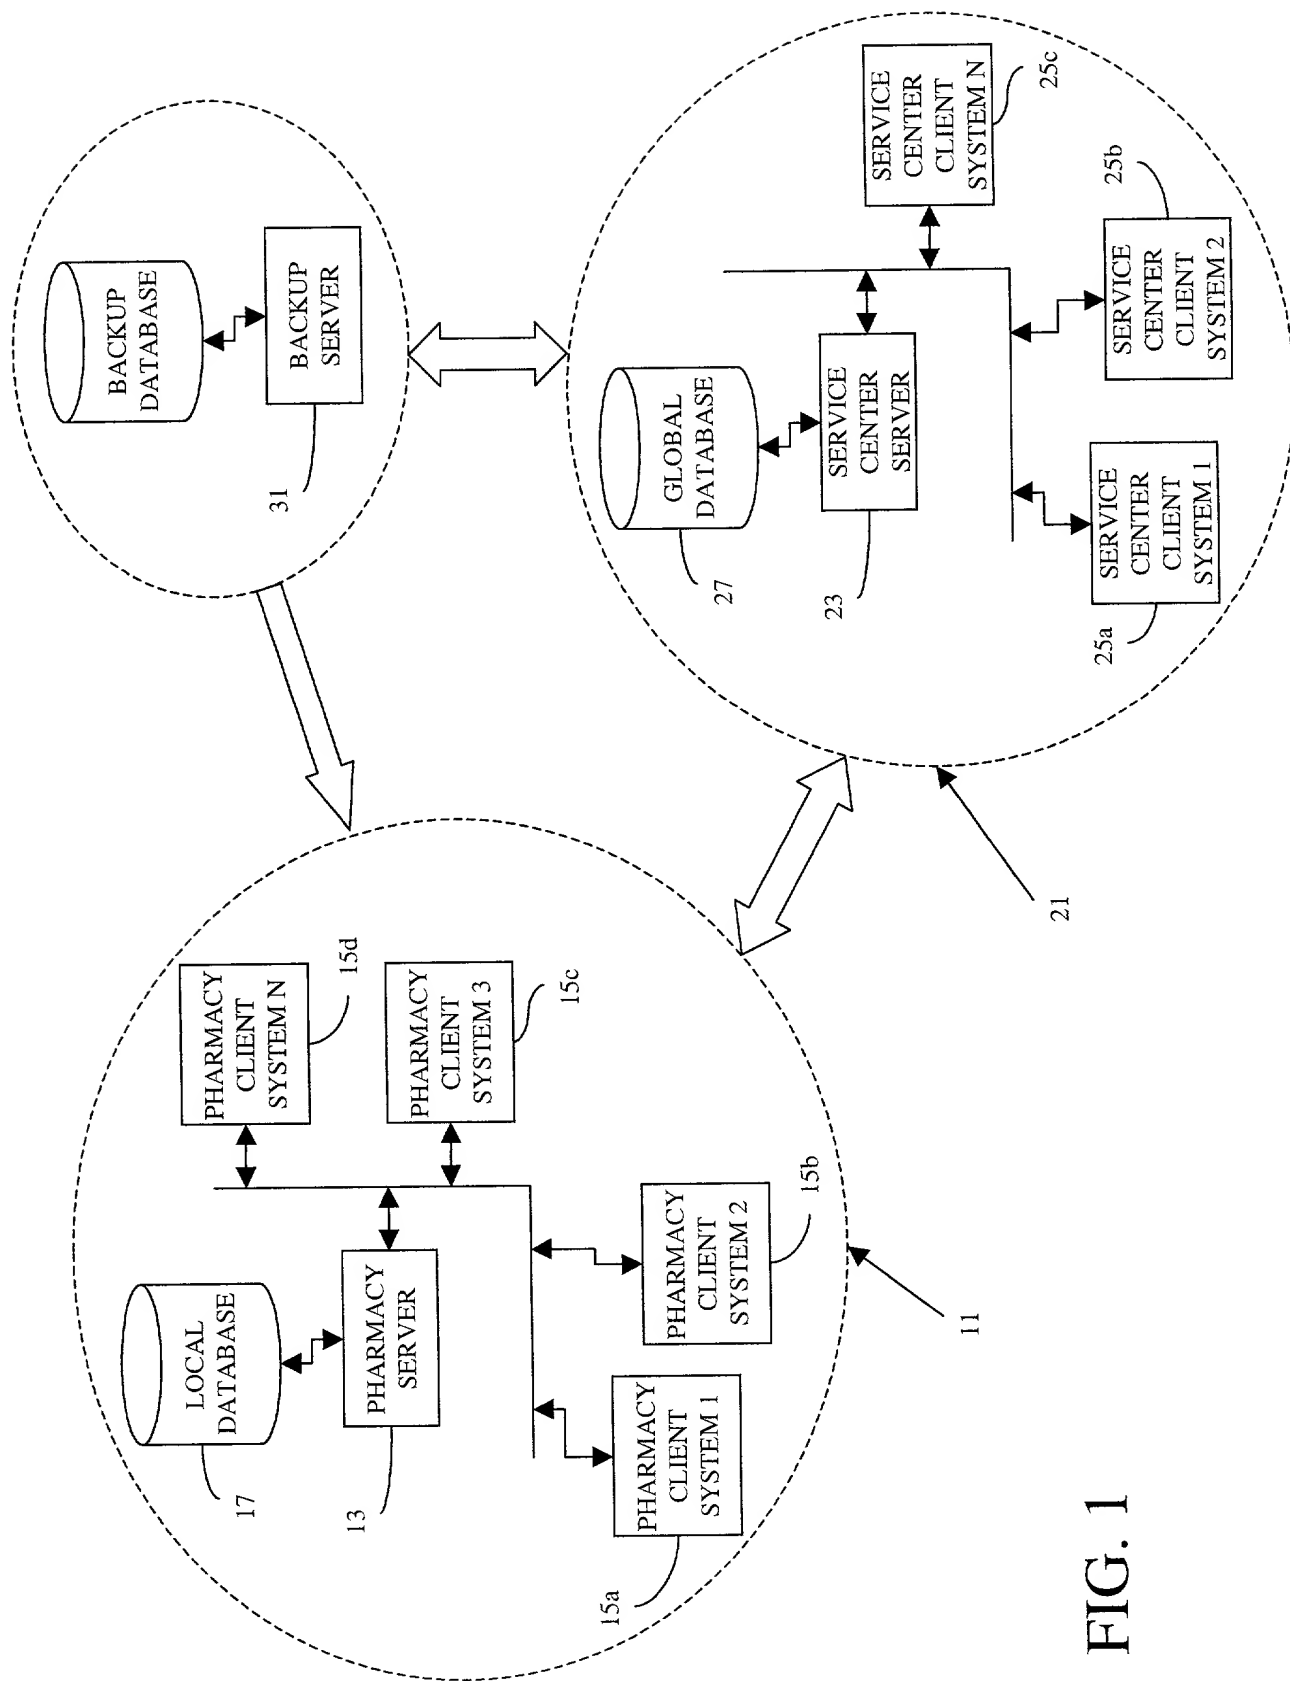 LOCAL
DATABASE
17
PHARMACY
SERVER
13
PHARMACY
CLIENT
SYSTEM N
15d
PHARMACY
CLIENT
SYSTEM 3
15c
PHARMACY
CLIENT
SYSTEM 1
15a
PHARMACY
CLIENT
SYSTEM 2
15b
11
BACKUP
DATABASE
BACKUP
SERVER
31
GLOBAL
DATABASE
27
SERVICE
CENTER
SERVER
23
SERVICE
CENTER
CLIENT
SYSTEM N
25c
SERVICE
CENTER
CLIENT
SYSTEM 1
25a
SERVICE
CENTER
CLIENT
SYSTEM 2
25b
21
FIG. 1